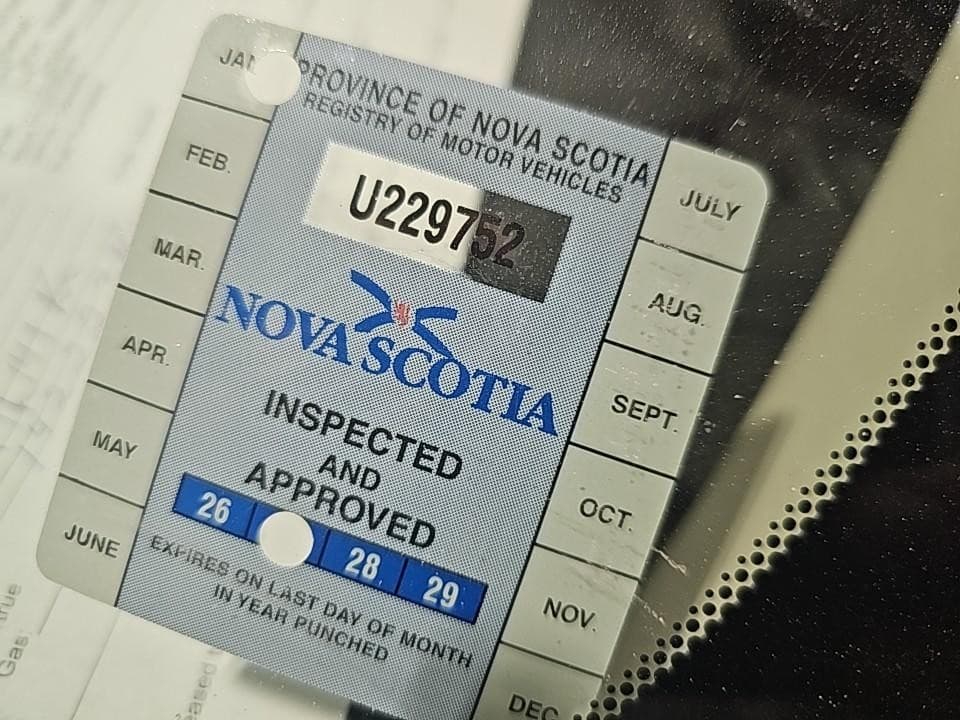 PROVINCE OF NOVA SCOTIA
REGISTRY OF MOTOR VEHICLES
U229752
NOVA SCOTIA
INSPECTED
AND
APPROVED
26 28 29
EXPIRES ON LAST DAY OF MONTH
IN YEAR PUNCHED
JAN
FEB.
MAR.
APR.
MAY
JUNE
JULY
AUG.
SEPT.
OCT.
NOV.
DEC
Gas